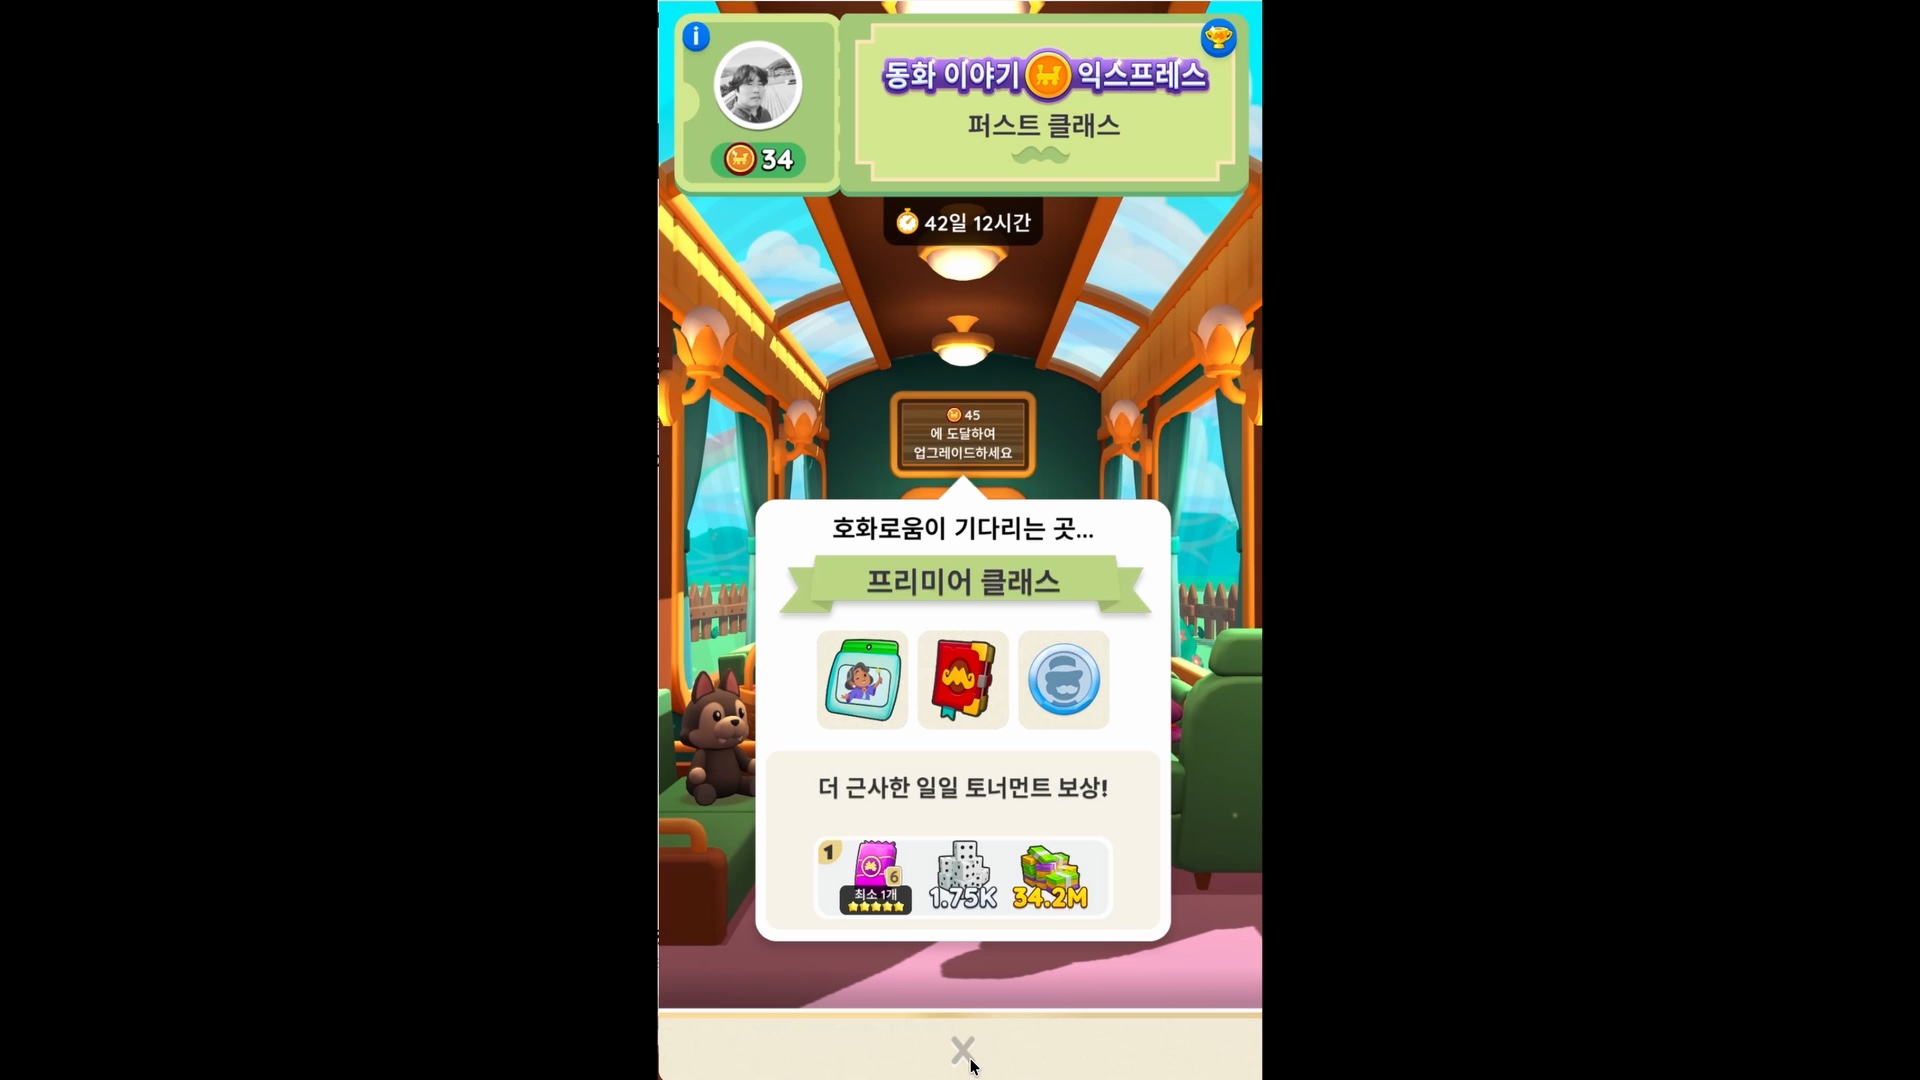 동화 이야기 익스프레스
퍼스트 클래스
34
42일 12시간
45
에 도달하여
업그레이드하세요
호화로움이 기다리는 곳...
프리미어 클래스
더 근사한 일일 토너먼트 보상!
1
6
최소 1개
1.75K
34.2M